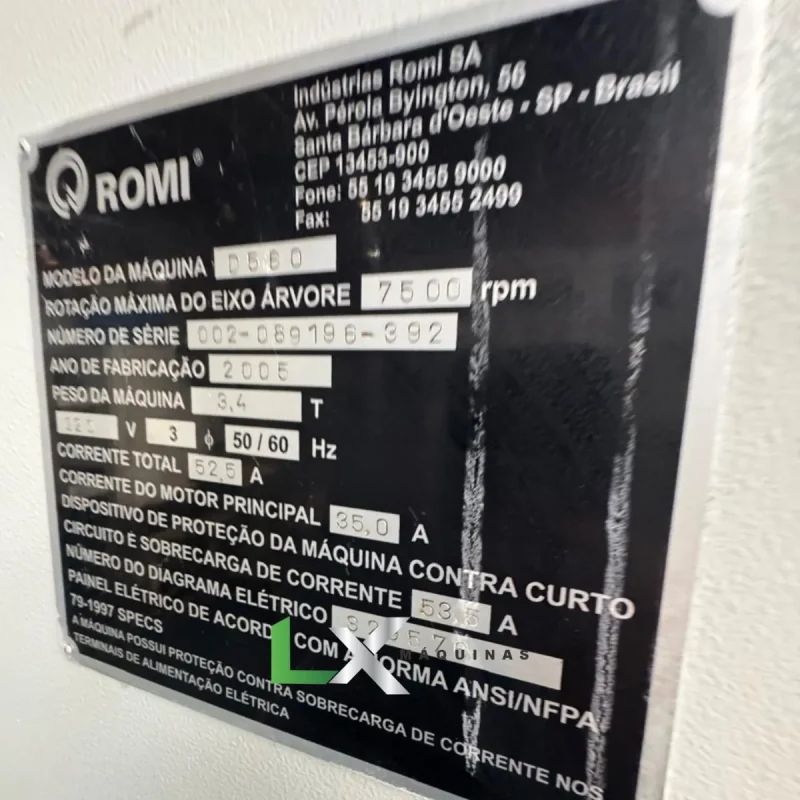 ROMI®
Indústrias Romi SA
Av. Pérola Byington, 56
Santa Bárbara d'Oeste - SP - Brasil
CEP 13453-900
Fone: 55 19 3455 9000
Fax: 55 19 3455 2499
MODELO DA MÁQUINA D560
ROTAÇÃO MÁXIMA DO EIXO ÁRVORE 7500 rpm
NÚMERO DE SÉRIE 002-089196-392
ANO DE FABRICAÇÃO 2005
PESO DA MÁQUINA 3,4 T
220 V 3 ϕ 50/60 Hz
CORRENTE TOTAL 52,5 A
CORRENTE DO MOTOR PRINCIPAL 35,0 A
DISPOSITIVO DE PROTEÇÃO DA MÁQUINA CONTRA CURTO
CIRCUITO E SOBRECARGA DE CORRENTE 53,5 A
NÚMERO DO DIAGRAMA ELÉTRICO
PAINEL ELÉTRICO DE ACORDO COM A NORMA ANSI/NFPA
79-1997 SPECS
A MÁQUINA POSSUI PROTEÇÃO CONTRA SOBRECARGA DE CORRENTE NOS
TERMINAIS DE ALIMENTAÇÃO ELÉTRICA
LX MÁQUINAS